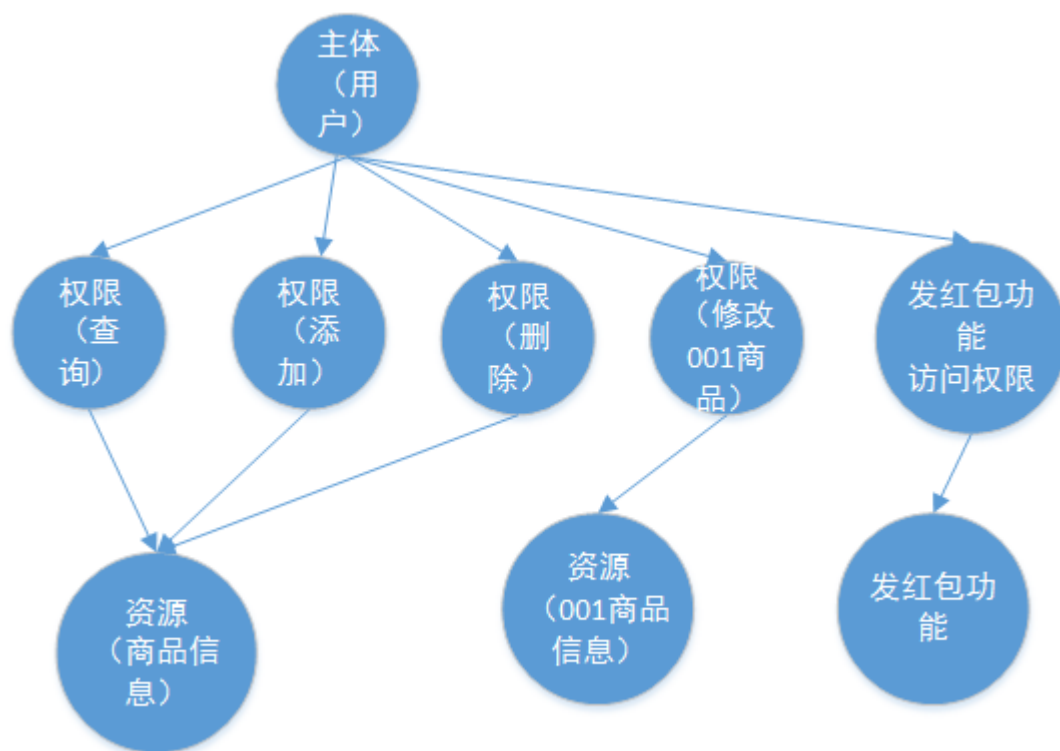 主体
（用
户）
权限
（查
询）
权限
（添
加）
权限
（删
除）
权限
（修改
001商
品）
发红包功
能
访问权限
资源
（商品信
息）
资源
（001商品
信息）
发红包功
能